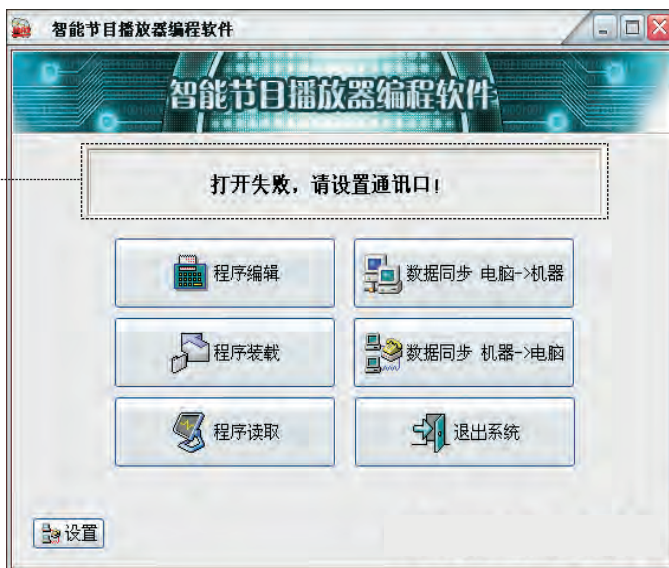 智能节目播放器编程软件
智能节目播放器编程软件
打开失败，请设置通讯口！
程序编辑
数据同步 电脑->机器
程序装载
数据同步 机器->电脑
程序读取
退出系统
设置